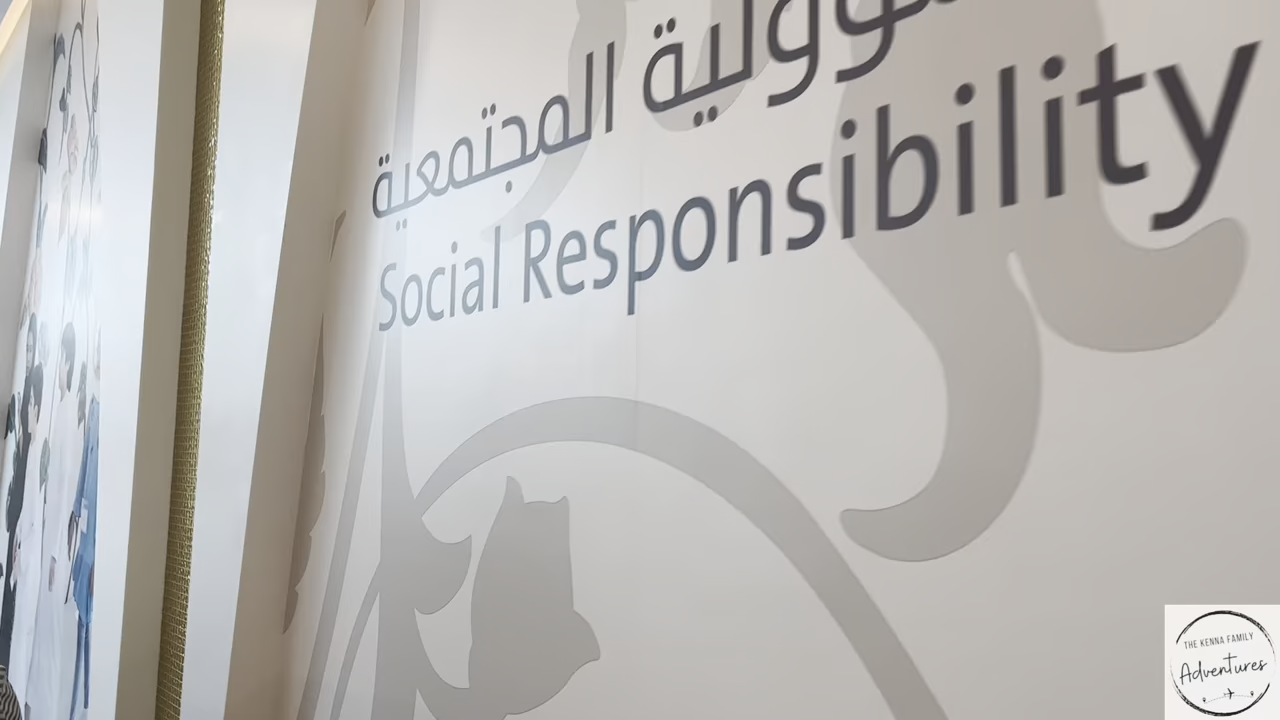 المجتمعية
Social Responsibility
THE KENNA FAMILY
Adventures